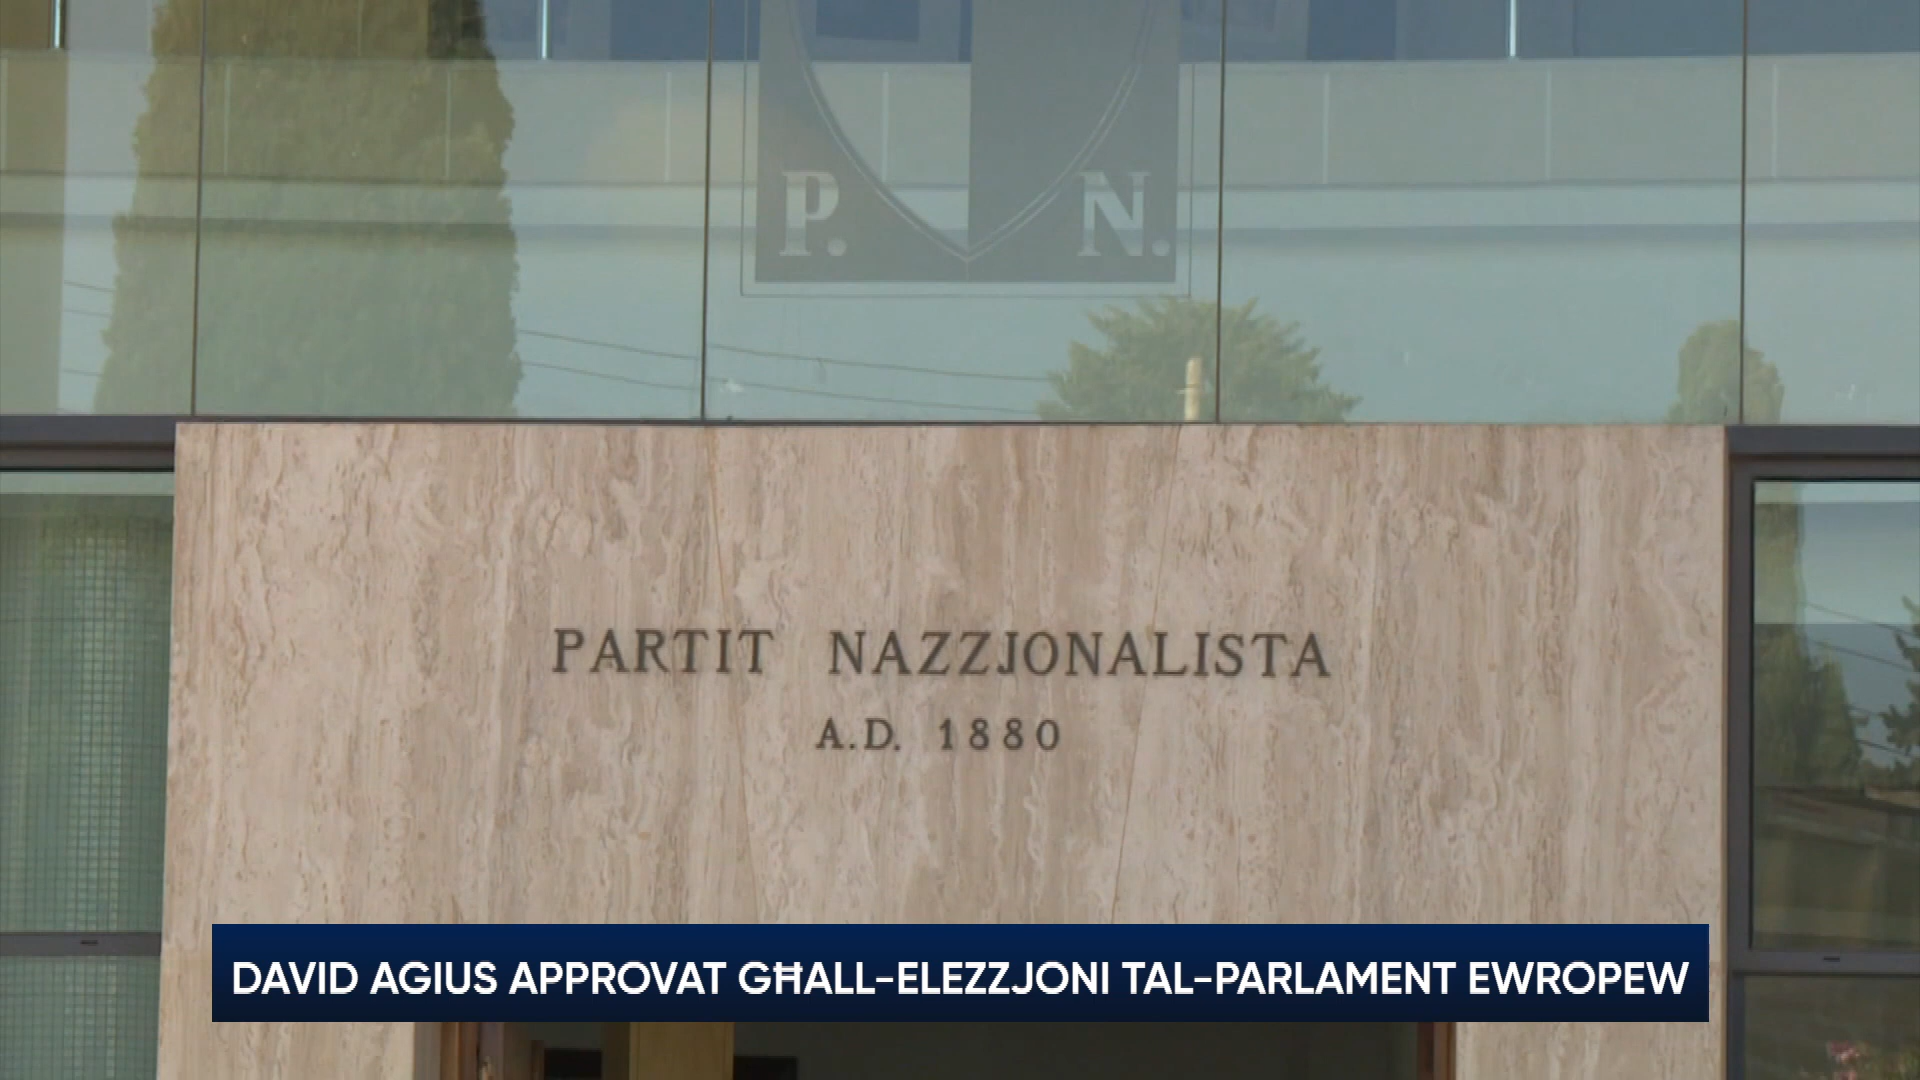 P. N.
PARTIT NAZZJONALISTA
A.D. 1880
DAVID AGIUS APPROVAT GĦALL-ELEZZJONI TAL-PARLAMENT EWROPEW